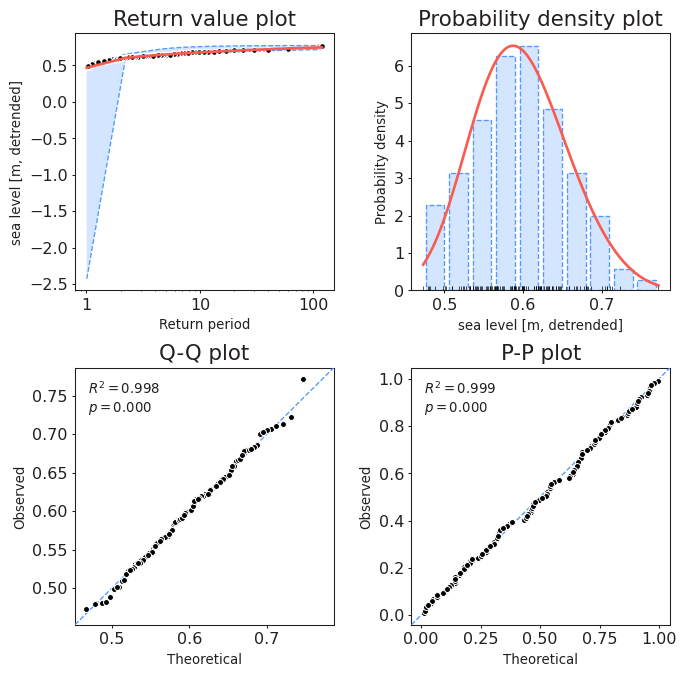 Return value plot
sea level [m, detrended]
0.5
0.0
−0.5
−1.0
−1.5
−2.0
−2.5
1
10
100
Return period
Probability density plot
Probability density
6
5
4
3
2
1
0
0.5
0.6
0.7
sea level [m, detrended]
Q-Q plot
R² = 0.998
p = 0.000
Observed
0.75
0.70
0.65
0.60
0.55
0.50
0.5
0.6
0.7
Theoretical
P-P plot
R² = 0.999
p = 0.000
Observed
1.0
0.8
0.6
0.4
0.2
0.0
0.00
0.25
0.50
0.75
1.00
Theoretical